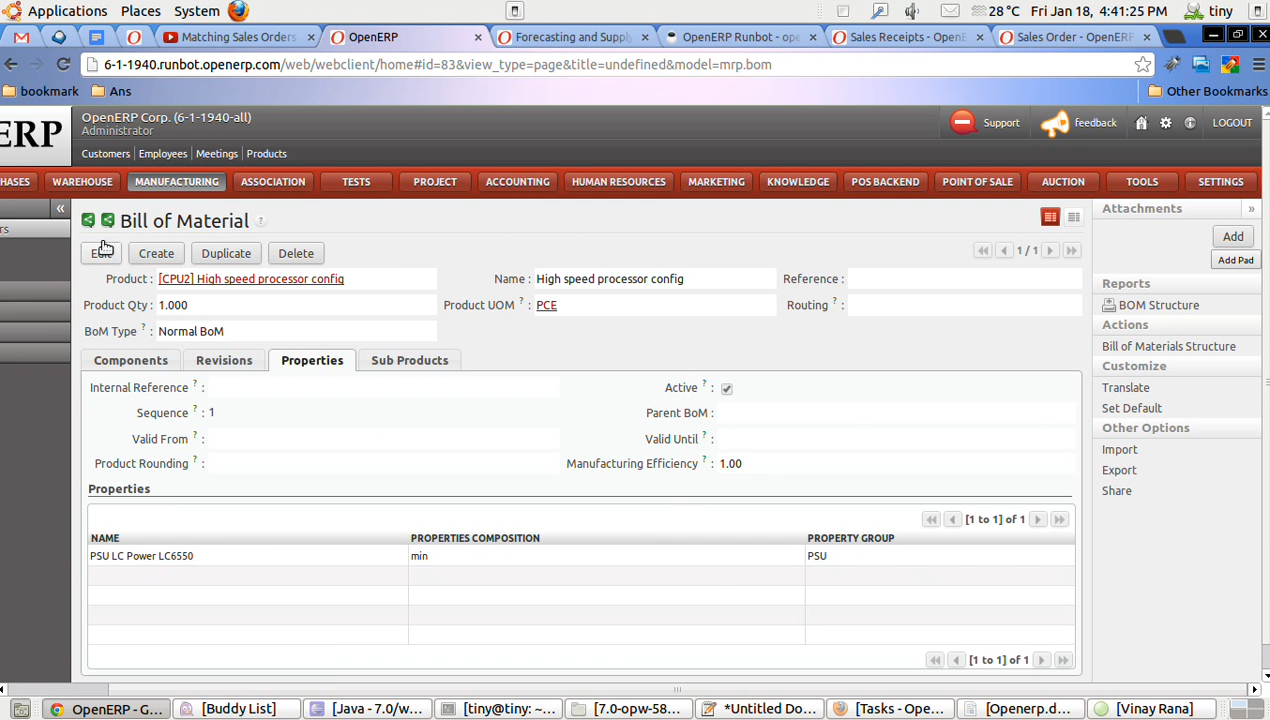 Applications Places System 28 °C Fri Jan 18, 4:41:25 PM tiny
Matching Sales Orders OpenERP Forecasting and Supply OpenERP Runbot - ope Sales Receipts - OpenE Sales Order - OpenERP
6-1-1940.runbot.openerp.com/web/webclient/home#id=83&view_type=page&title=undefined&model=mrp.bom
bookmark Ans Other Bookmarks
ERP
OpenERP Corp. (6-1-1940-all)
Administrator
Support feedback LOGOUT
Customers Employees Meetings Products
HASES WAREHOUSE MANUFACTURING ASSOCIATION TESTS PROJECT ACCOUNTING HUMAN RESOURCES MARKETING KNOWLEDGE POS BACKEND POINT OF SALE AUCTION TOOLS SETTINGS
«
rs
Bill of Material ?
Create Duplicate Delete
1 / 1
Product : [CPU2] High speed processor config Name : High speed processor config Reference :
Product Qty : 1.000 Product UOM ? : PCE Routing ? :
BoM Type ? : Normal BoM
Components Revisions Properties Sub Products
Internal Reference ? : Active ? :
Sequence ? : 1 Parent BoM :
Valid From ? : Valid Until ? :
Product Rounding ? : Manufacturing Efficiency ? : 1.00
Properties
[1 to 1] of 1
NAME PROPERTIES COMPOSITION PROPERTY GROUP
PSU LC Power LC6550 min PSU
[1 to 1] of 1
Attachments »
Add
Add Pad
Reports
BOM Structure
Actions
Bill of Materials Structure
Customize
Translate
Set Default
Other Options
Import
Export
Share
OpenERP - G... [Buddy List] [Java - 7.0/w... [tiny@tiny: ~... [7.0-opw-58... *Untitled Do... [Tasks - Ope... [Openerp.d... [Vinay Rana]